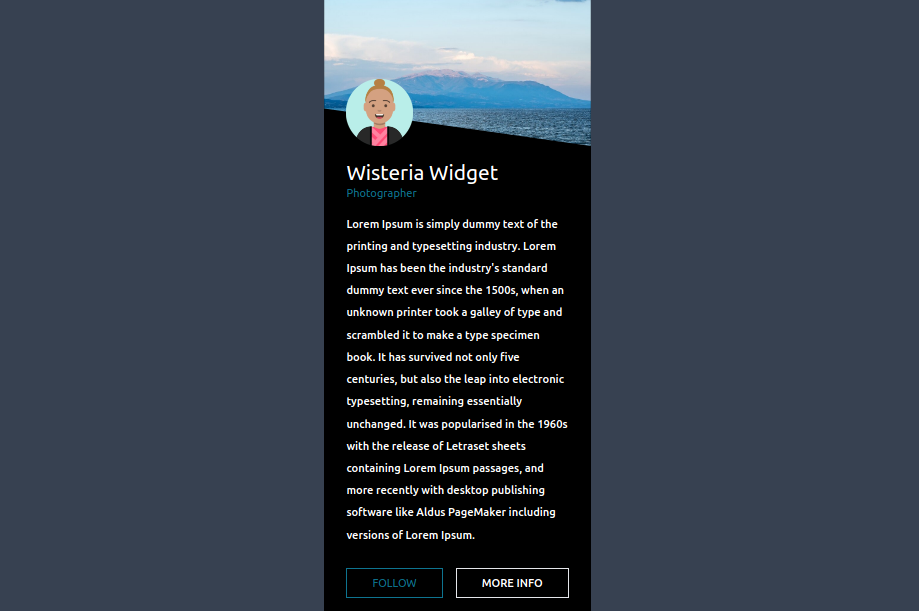 Wisteria Widget
Photographer
Lorem Ipsum is simply dummy text of the
printing and typesetting industry. Lorem
Ipsum has been the industry's standard
dummy text ever since the 1500s, when an
unknown printer took a galley of type and
scrambled it to make a type specimen
book. It has survived not only five
centuries, but also the leap into electronic
typesetting, remaining essentially
unchanged. It was popularised in the 1960s
with the release of Letraset sheets
containing Lorem Ipsum passages, and
more recently with desktop publishing
software like Aldus PageMaker including
versions of Lorem Ipsum.
FOLLOW
MORE INFO